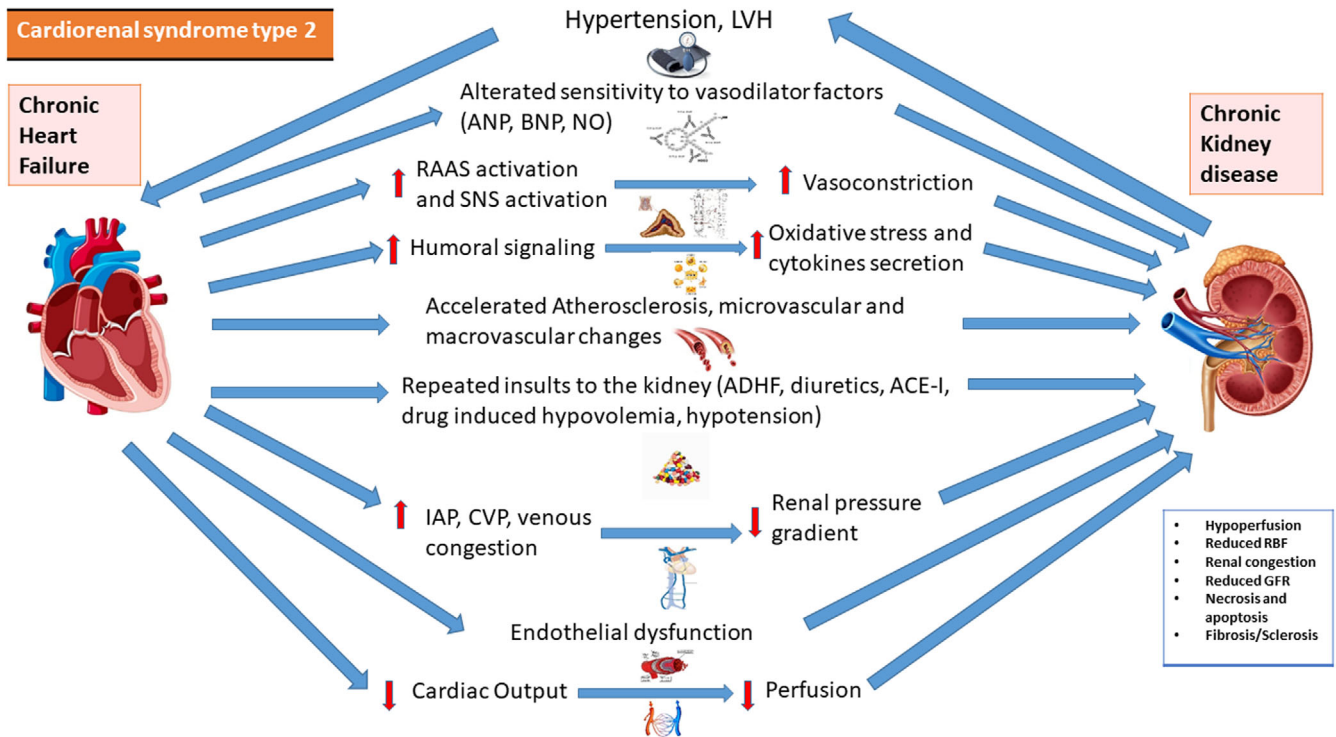 Cardiorenal syndrome type 2
Hypertension, LVH
Chronic
Heart
Failure
Altered sensitivity to vasodilator factors
(ANP, BNP, NO)
RAAS activation
and SNS activation
Vasoconstriction
Humoral signaling
Oxidative stress and
cytokines secretion
Accelerated Atherosclerosis, microvascular and
macrovascular changes
Repeated insults to the kidney (ADHF, diuretics, ACE-I,
drug induced hypovolemia, hypotension)
IAP, CVP, venous
congestion
Renal pressure
gradient
Endothelial dysfunction
Cardiac Output
Perfusion
Chronic
Kidney
disease
• Hypoperfusion
• Reduced RBF
• Renal congestion
• Reduced GFR
• Necrosis and
apoptosis
• Fibrosis/Sclerosis